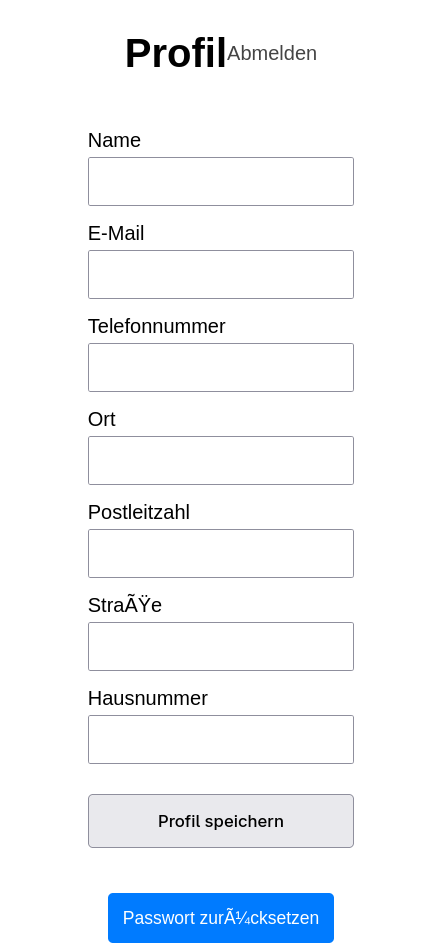 Profil Abmelden
Name
E-Mail
Telefonnummer
Ort
Postleitzahl
StraÃŸe
Hausnummer
Profil speichern
Passwort zurÃ¼cksetzen